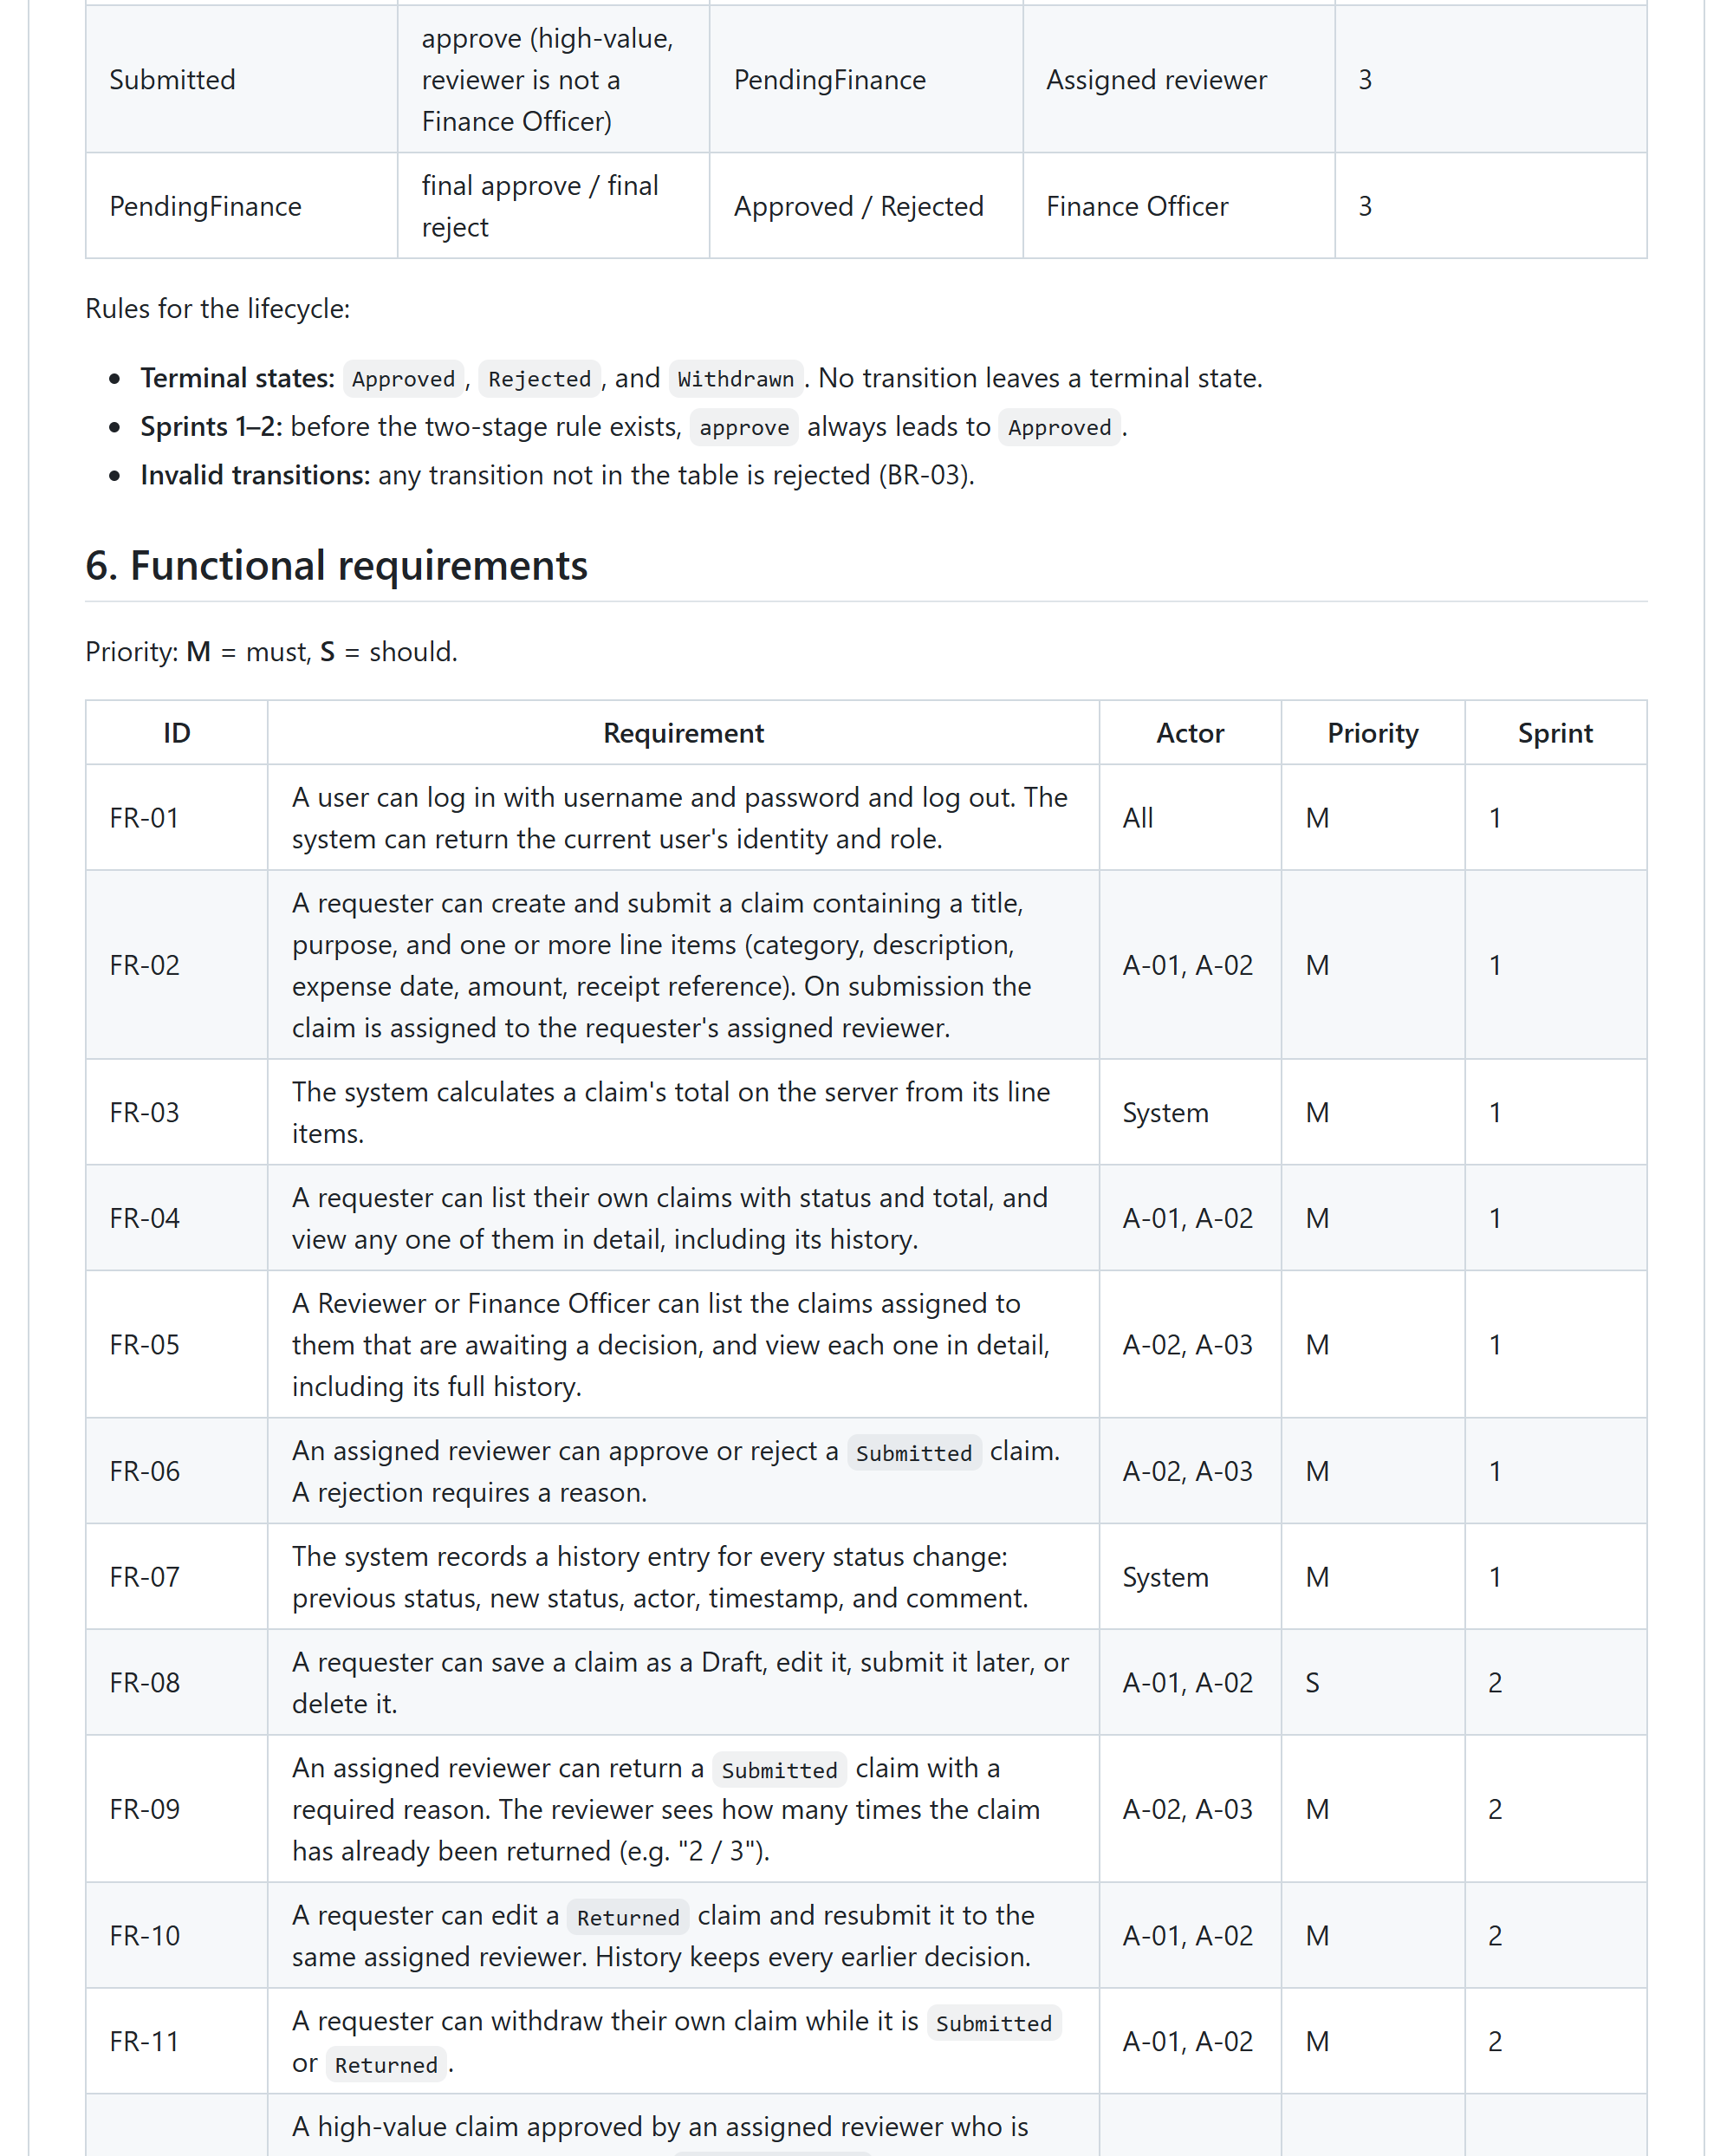 Submitted
approve (high-value,
reviewer is not a
Finance Officer)
PendingFinance
Assigned reviewer
3
PendingFinance
final approve / final
reject
Approved / Rejected
Finance Officer
3
Rules for the lifecycle:
• Terminal states: Approved, Rejected, and Withdrawn. No transition leaves a terminal state.
• Sprints 1–2: before the two-stage rule exists, approve always leads to Approved.
• Invalid transitions: any transition not in the table is rejected (BR-03).
6. Functional requirements
Priority: M = must, S = should.
ID Requirement Actor Priority Sprint
FR-01
A user can log in with username and password and log out. The
system can return the current user's identity and role.
All
M
1
FR-02
A requester can create and submit a claim containing a title,
purpose, and one or more line items (category, description,
expense date, amount, receipt reference). On submission the
claim is assigned to the requester's assigned reviewer.
A-01, A-02
M
1
FR-03
The system calculates a claim's total on the server from its line
items.
System
M
1
FR-04
A requester can list their own claims with status and total, and
view any one of them in detail, including its history.
A-01, A-02
M
1
FR-05
A Reviewer or Finance Officer can list the claims assigned to
them that are awaiting a decision, and view each one in detail,
including its full history.
A-02, A-03
M
1
FR-06
An assigned reviewer can approve or reject a Submitted claim.
A rejection requires a reason.
A-02, A-03
M
1
FR-07
The system records a history entry for every status change:
previous status, new status, actor, timestamp, and comment.
System
M
1
FR-08
A requester can save a claim as a Draft, edit it, submit it later, or
delete it.
A-01, A-02
S
2
FR-09
An assigned reviewer can return a Submitted claim with a
required reason. The reviewer sees how many times the claim
has already been returned (e.g. "2 / 3").
A-02, A-03
M
2
FR-10
A requester can edit a Returned claim and resubmit it to the
same assigned reviewer. History keeps every earlier decision.
A-01, A-02
M
2
FR-11
A requester can withdraw their own claim while it is Submitted
or Returned.
A-01, A-02
M
2
A high-value claim approved by an assigned reviewer who is